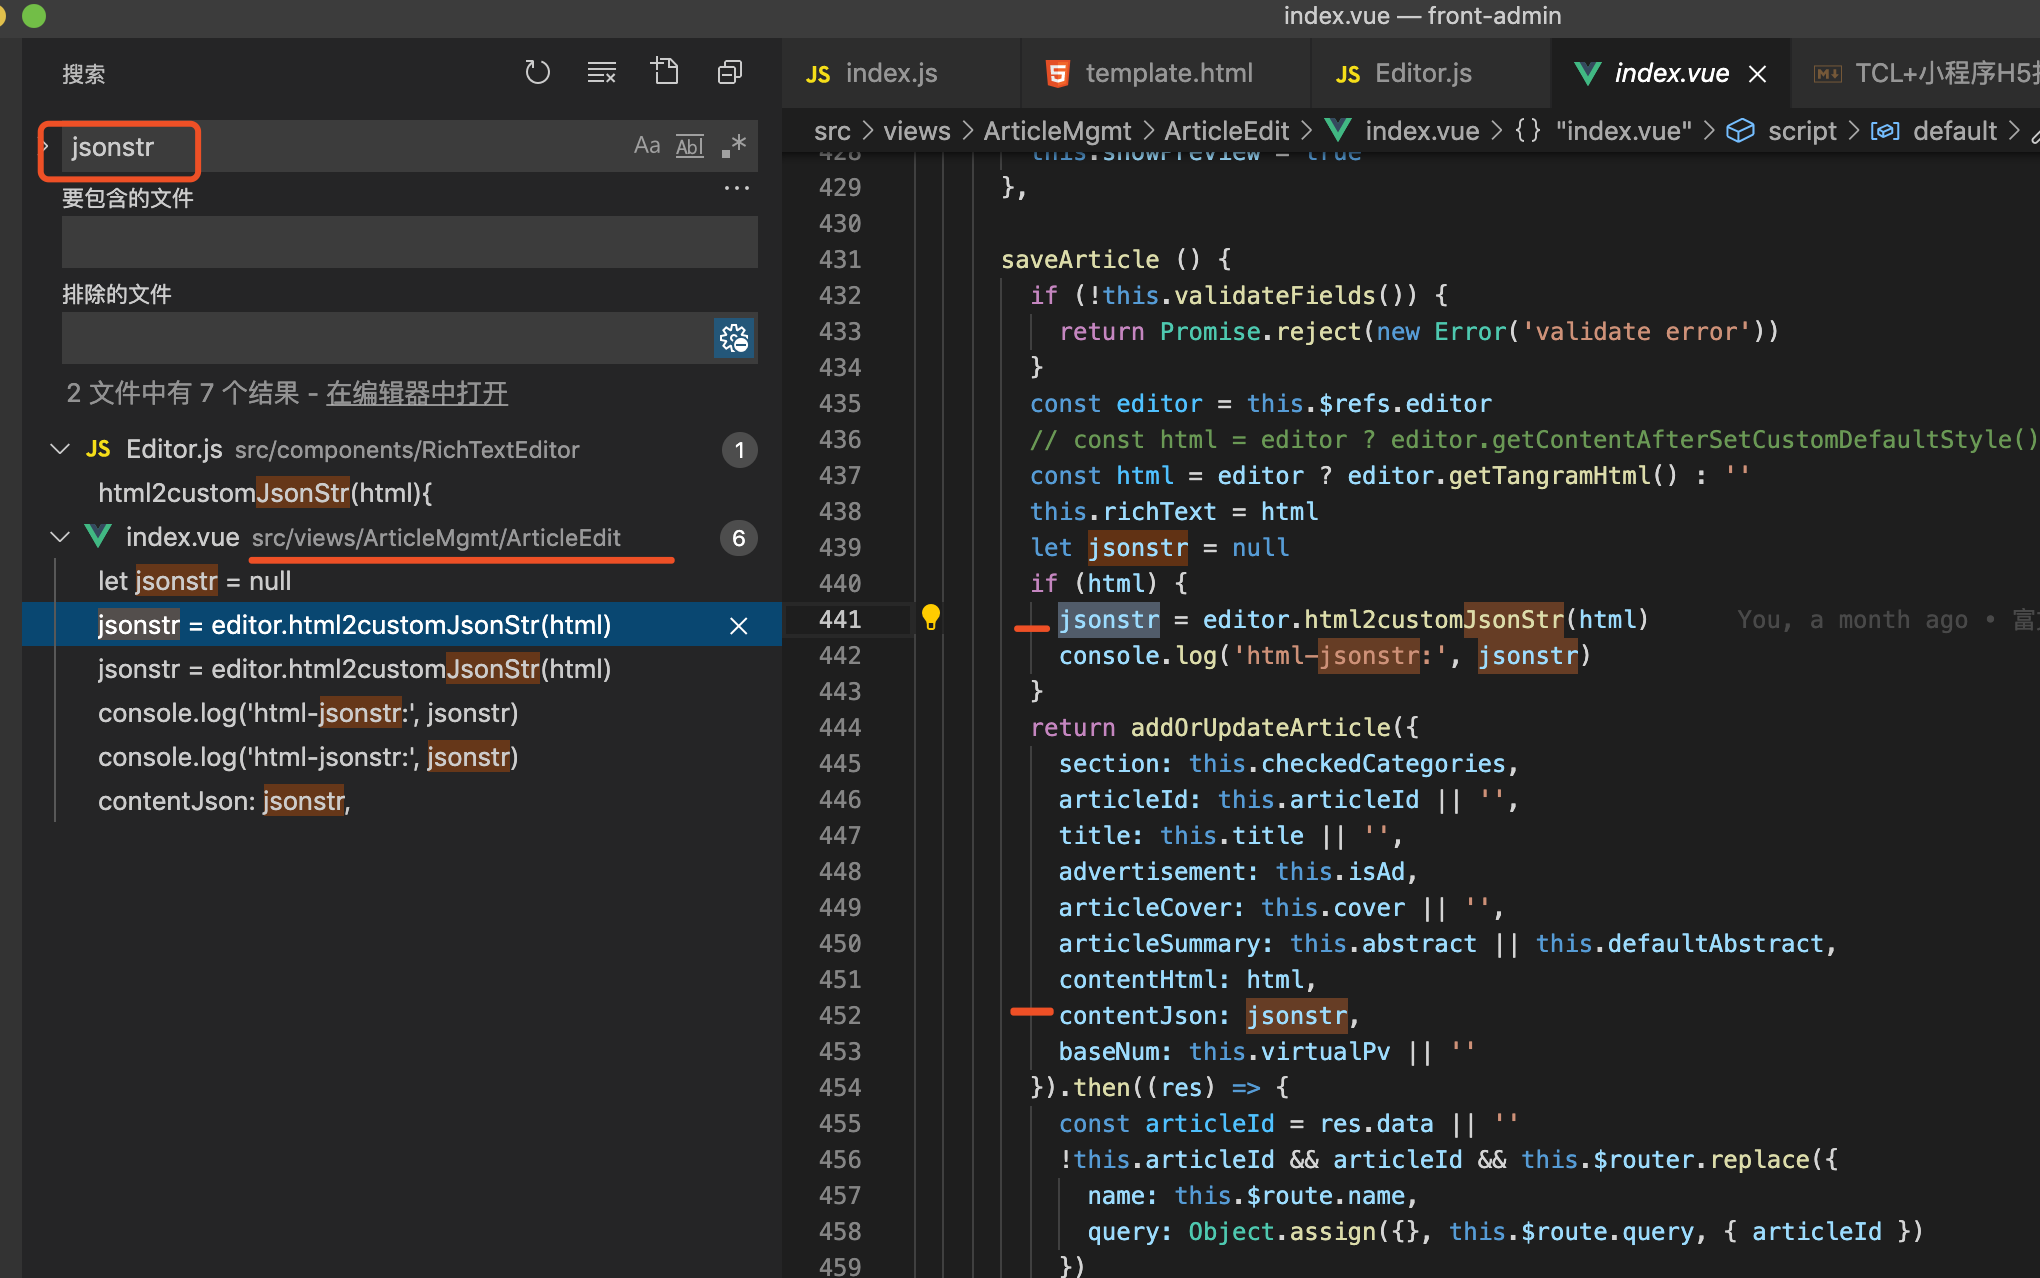 index.vue — front-admin
搜索
jsonstr
Aa Abl .*
要包含的文件
排除的文件
2 文件中有 7 个结果 - 在编辑器中打开
JS Editor.js src/components/RichTextEditor 1
html2customJsonStr(html){
index.vue src/views/ArticleMgmt/ArticleEdit 6
let jsonstr = null
jsonstr = editor.html2customJsonStr(html)
jsonstr = editor.html2customJsonStr(html)
console.log('html-jsonstr:', jsonstr)
console.log('html-jsonstr:', jsonstr)
contentJson: jsonstr,
JS index.js
5 template.html
JS Editor.js
index.vue
M↓ TCL+小程序H5
src > views > ArticleMgmt > ArticleEdit > index.vue > {} "index.vue" > script > default >
428 this.showPreview = true
429 },
430
431 saveArticle () {
432 if (!this.validateFields()) {
433 return Promise.reject(new Error('validate error'))
434 }
435 const editor = this.$refs.editor
436 // const html = editor ? editor.getContentAfterSetCustomDefaultStyle()
437 const html = editor ? editor.getTangramHtml() : ''
438 this.richText = html
439 let jsonstr = null
440 if (html) {
441 jsonstr = editor.html2customJsonStr(html) You, a month ago •
442 console.log('html-jsonstr:', jsonstr)
443 }
444 return addOrUpdateArticle({
445 section: this.checkedCategories,
446 articleId: this.articleId || '',
447 title: this.title || '',
448 advertisement: this.isAd,
449 articleCover: this.cover || '',
450 articleSummary: this.abstract || this.defaultAbstract,
451 contentHtml: html,
452 contentJson: jsonstr,
453 baseNum: this.virtualPv || ''
454 }).then((res) => {
455 const articleId = res.data || ''
456 !this.articleId && articleId && this.$router.replace({
457 name: this.$route.name,
458 query: Object.assign({}, this.$route.query, { articleId })
459 })